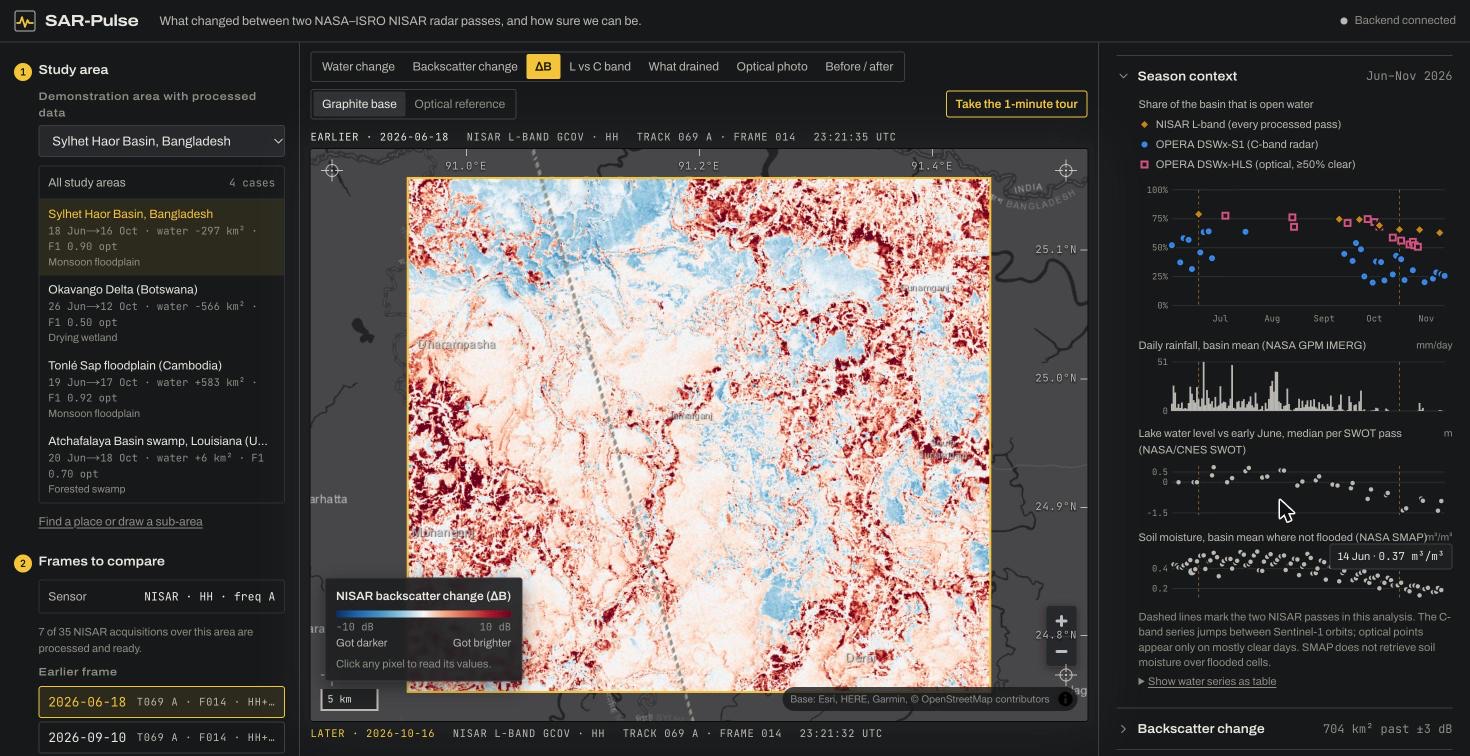 SAR-Pulse
What changed between two NASA–ISRO NISAR radar passes, and how sure we can be.
Backend connected
1
Study area
Demonstration area with processed
data
Sylhet Haor Basin, Bangladesh
All study areas
4 cases
Sylhet Haor Basin, Bangladesh
18 Jun→16 Oct · water -297 km² ·
F1 0.90 opt
Monsoon floodplain
Okavango Delta (Botswana)
26 Jun→12 Oct · water -566 km² ·
F1 0.50 opt
Drying wetland
Tonlé Sap floodplain (Cambodia)
19 Jun→17 Oct · water +583 km² ·
F1 0.92 opt
Monsoon floodplain
Atchafalaya Basin swamp, Louisiana (U…
20 Jun→18 Oct · water +6 km² · F1
0.70 opt
Forested swamp
Find a place or draw a sub-area
2
Frames to compare
Sensor
NISAR · HH · freq A
7 of 35 NISAR acquisitions over this area are
processed and ready.
Earlier frame
2026-06-18 T069 A · F014 · HH+…
2026-09-10 T069 A · F014 · HH+…
Water change
Backscatter change
ΔB
L vs C band
What drained
Optical photo
Before / after
Graphite base
Optical reference
Take the 1-minute tour
EARLIER · 2026-06-18 NISAR L-BAND GCOV · HH TRACK 069 A · FRAME 014 23:21:35 UTC
91.0°E
91.2°E
91.4°E
INDIA
BANGLADESH
25.1°N
Sunamganj
Dharampasha
25.0°N
Jamalganj
arhatta
24.9°N
Mohanganj
NISAR backscatter change (ΔB)
-10 dB
10 dB
Got darker
Got brighter
Click any pixel to read its values.
+
24.8°N
−
Derai
5 km
Base: Esri, HERE, Garmin, © OpenStreetMap contributors
i
LATER · 2026-10-16 NISAR L-BAND GCOV · HH TRACK 069 A · FRAME 014 23:21:32 UTC
Season context
Jun–Nov 2026
Share of the basin that is open water
NISAR L-band (every processed pass)
OPERA DSWx-S1 (C-band radar)
OPERA DSWx-HLS (optical, ≥50% clear)
100%
75%
50%
25%
0%
Jul
Aug
Sept
Oct
Nov
Daily rainfall, basin mean (NASA GPM IMERG)
mm/day
51
0
Lake water level vs early June, median per SWOT pass
m
(NASA/CNES SWOT)
0.5
0
-1.5
Soil moisture, basin mean where not flooded (NASA SMAP)
m³/m³
14 Jun · 0.37 m³/m³
0.4
0.2
Dashed lines mark the two NISAR passes in this analysis. The C-
band series jumps between Sentinel-1 orbits; optical points
appear only on mostly clear days. SMAP does not retrieve soil
moisture over flooded cells.
Show water series as table
Backscatter change
704 km² past ±3 dB